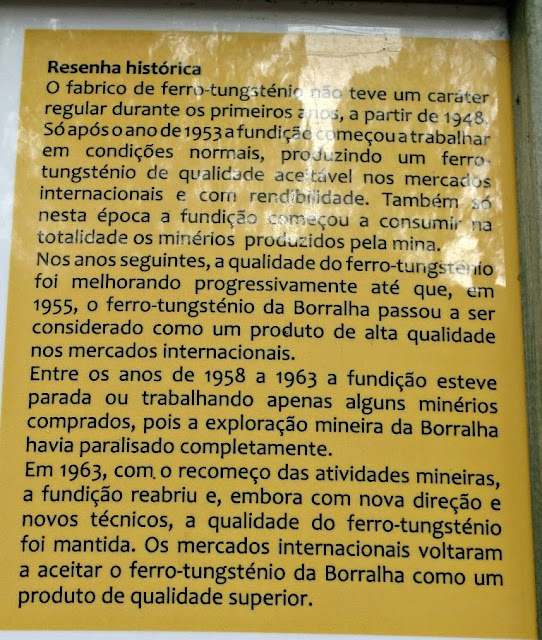 Resenha histórica
O fabrico de ferro-tungsténio não teve um caráter
regular durante os primeiros anos, a partir de 1948.
Só após o ano de 1953 a fundição começou a trabalhar
em condições normais, produzindo um ferro-
tungsténio de qualidade aceitável nos mercados
internacionais e com rendibilidade. Também só
nesta época a fundição começou a consumir na
totalidade os minérios produzidos pela mina.
Nos anos seguintes, a qualidade do ferro-tungsténio
foi melhorando progressivamente até que, em
1955, o ferro-tungsténio da Borralha passou a ser
considerado como um produto de alta qualidade
nos mercados internacionais.
Entre os anos de 1958 a 1963 a fundição esteve
parada ou trabalhando apenas alguns minérios
comprados, pois a exploração mineira da Borralha
havia paralisado completamente.
Em 1963, com o recomeço das atividades mineiras,
a fundição reabriu e, embora com nova direção e
novos técnicos, a qualidade do ferro-tungsténio
foi mantida. Os mercados internacionais voltaram
a aceitar o ferro-tungsténio da Borralha como um
produto de qualidade superior.